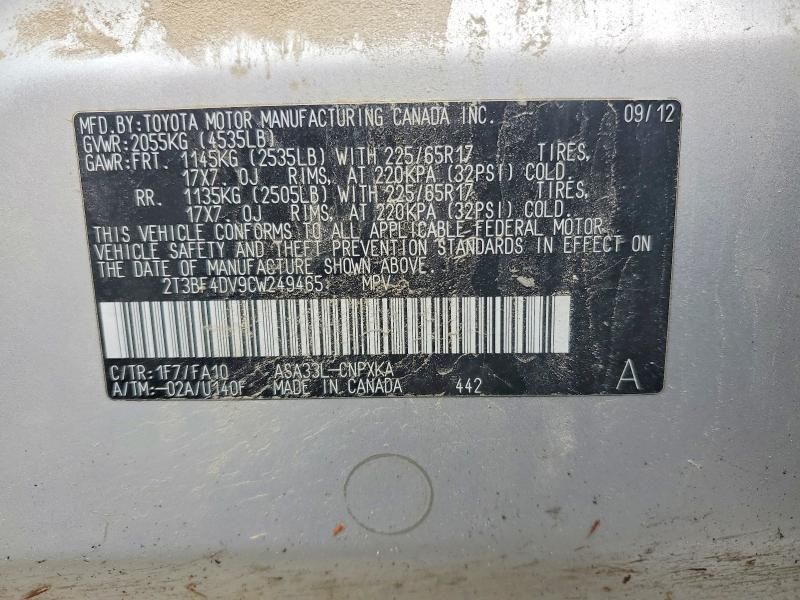 MFD.BY:TOYOTA MOTOR MANUFACTURING CANADA INC. 09/12
GVWR:2055KG (4535LB)
GAWR:FRT. 1145KG (2535LB) WITH 225/65R17 TIRES,
17X7. 0J RIMS, AT 220KPA (32PSI) COLD.
RR. 1135KG (2505LB) WITH 225/65R17 TIRES,
17X7. 0J RIMS, AT 220KPA (32PSI) COLD.
THIS VEHICLE CONFORMS TO ALL APPLICABLE FEDERAL MOTOR
VEHICLE SAFETY AND THEFT PREVENTION STANDARDS IN EFFECT ON
THE DATE OF MANUFACTURE SHOWN ABOVE.
2T3BF4DV9CW249465 MPV
C/TR:1F7/FA10 ASA33L-CNPXKA
A/TM:-02A/U140F MADE IN CANADA 442 A